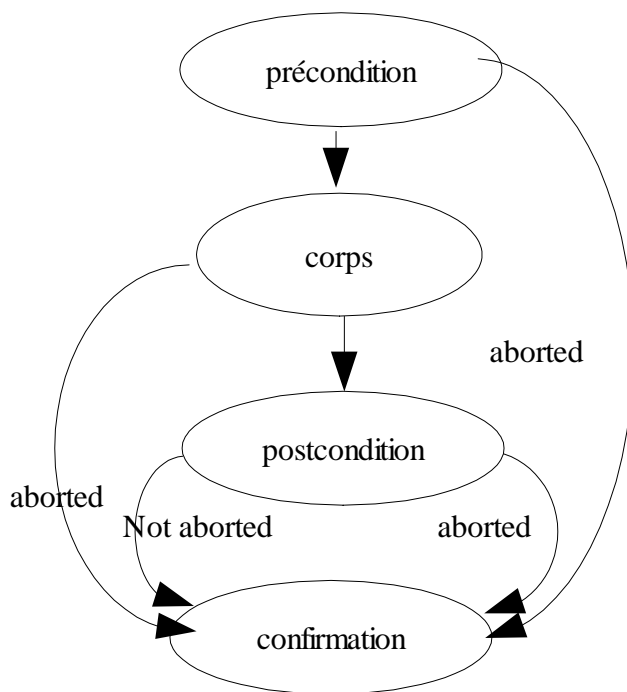 précondition
corps
aborted
postcondition
aborted
Not aborted
aborted
confirmation